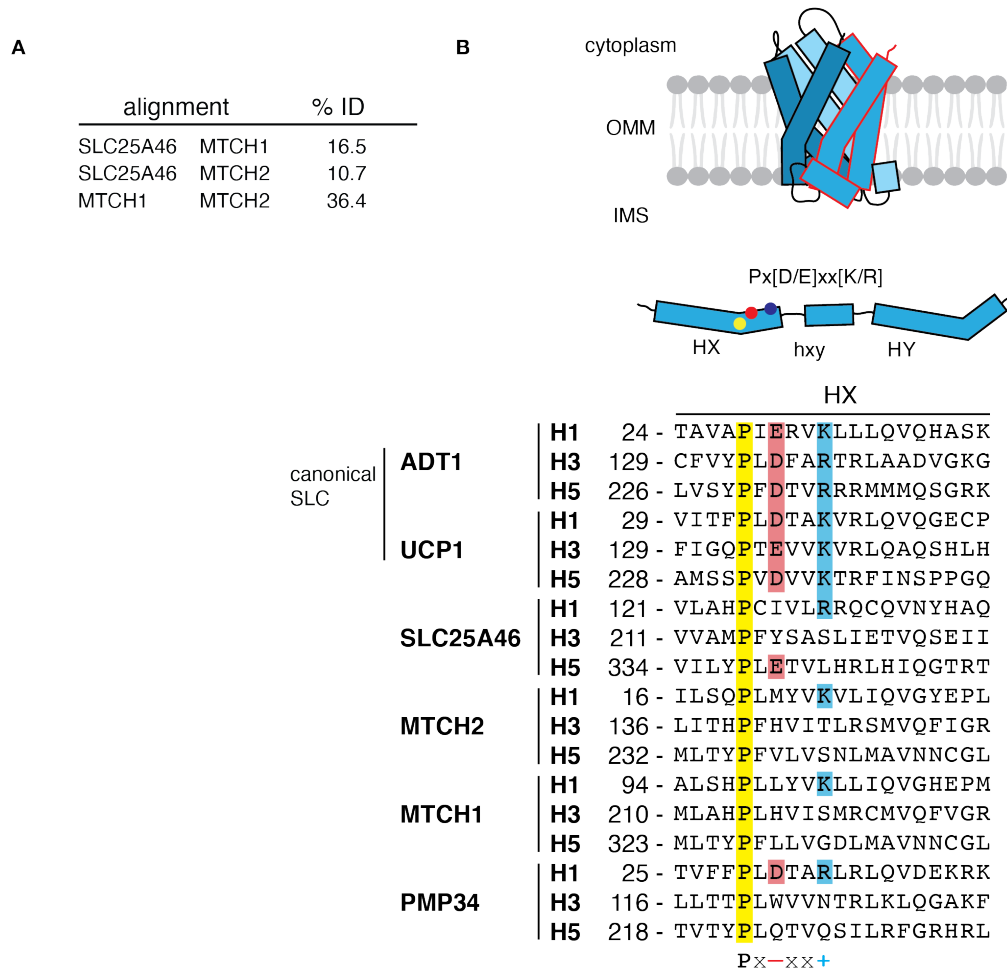 A
alignment % ID
SLC25A46 MTCH1 16.5
SLC25A46 MTCH2 10.7
MTCH1 MTCH2 36.4
B
cytoplasm
OMM
IMS
Px[D/E]xx[K/R]
HX hxy HY
HX
canonical SLC
ADT1
H1 24 - TAVAPIERVKLLLQVQHASK
H3 129 - CFVYPLDFARTRLAADVGKG
H5 226 - LVSYPFDTVRRRMMMQSGRK
UCP1
H1 29 - VITFPLDTAKVRLQVQGECP
H3 129 - FIGQPTEVVKVRLQAQSHLH
H5 228 - AMSSPVDVVKTRFINSPPGQ
SLC25A46
H1 121 - VLAHPCIVLRRQCQVNYHAQ
H3 211 - VVAMPFYSASLIETVQSEII
H5 334 - VILYPLETVLHRLHIQGTRT
MTCH2
H1 16 - ILSQPLMYVKVLIQVGYEPL
H3 136 - LITHPFHVITLRSMVQFIGR
H5 232 - MLTYPFVLVSNLMAVNNCGL
MTCH1
H1 94 - ALSHPLLYVKLLIQVGHEPM
H3 210 - MLAHPLHVISMRCMVQFVGR
H5 323 - MLTYPFLLVGDLMAVNNCGL
PMP34
H1 25 - TVFFPLDTARLRLQVDEKRK
H3 116 - LLTTPLWVVNTRLKLQGAKF
H5 218 - TVTYPLQTVQSILRFGRHRL
Px−xx+